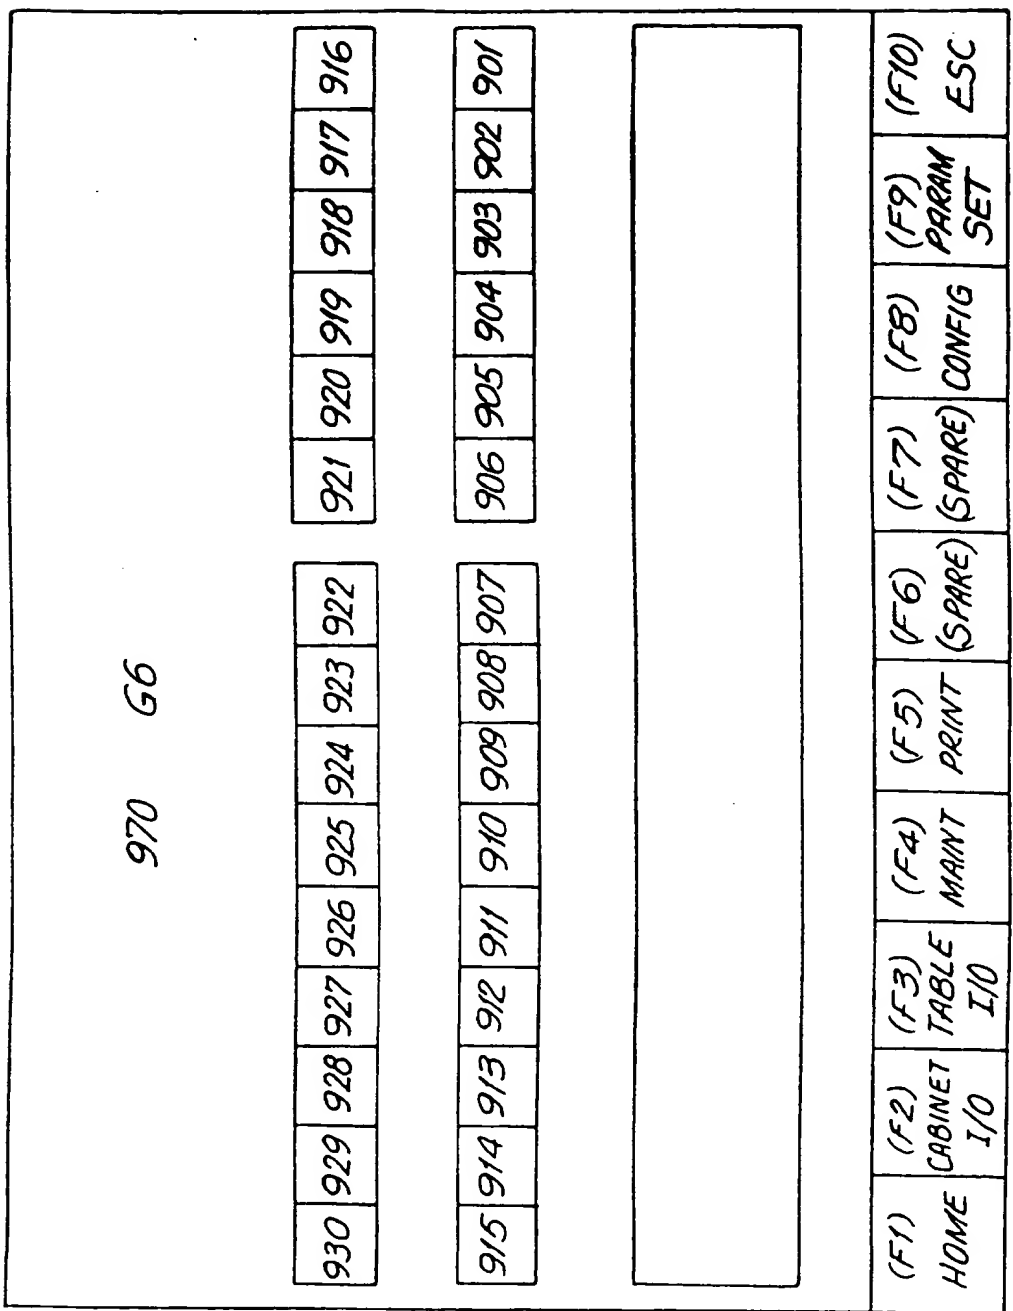 970 G6
930 929 928 927 926 925 924 923 922 921 920 919 918 917 916
915 914 913 912 911 910 909 908 907 906 905 904 903 902 901
(F1)
HOME
(F2)
CABINET
I/O
(F3)
TABLE
I/O
(F4)
MAINT
(F5)
PRINT
(F6)
(SPARE)
(F7)
(SPARE)
(F8)
CONFIG
(F9)
PARAM
SET
(F10)
ESC